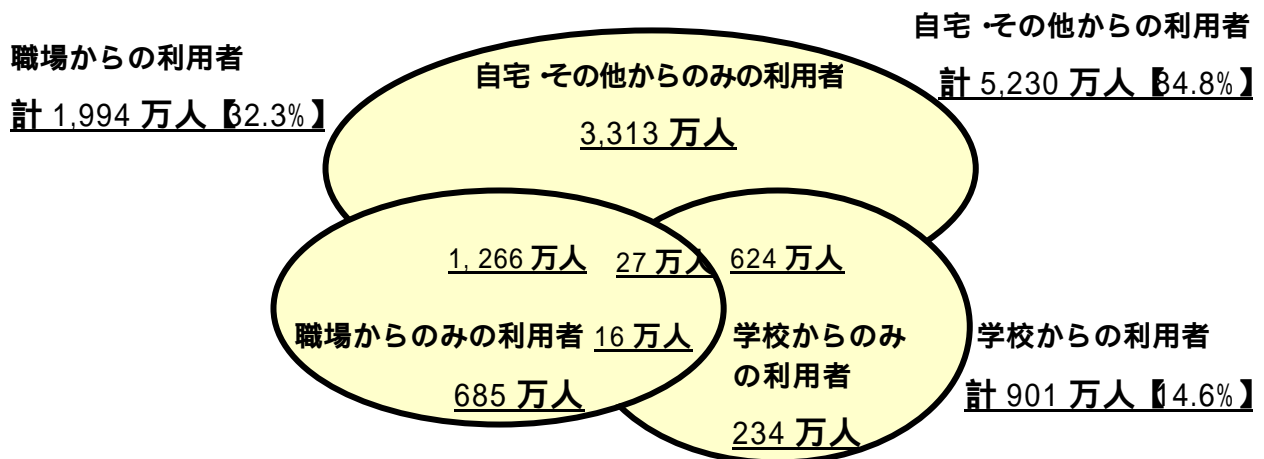 自宅・その他からの利用者
計 5,230 万人【84.8%】
職場からの利用者
計 1,994 万人【32.3%】
自宅・その他からのみの利用者
3,313 万人
1, 266 万人
27 万人
624 万人
職場からのみの利用者
685 万人
16 万人
学校からのみ
の利用者
234 万人
学校からの利用者
計 901 万人【14.6%】